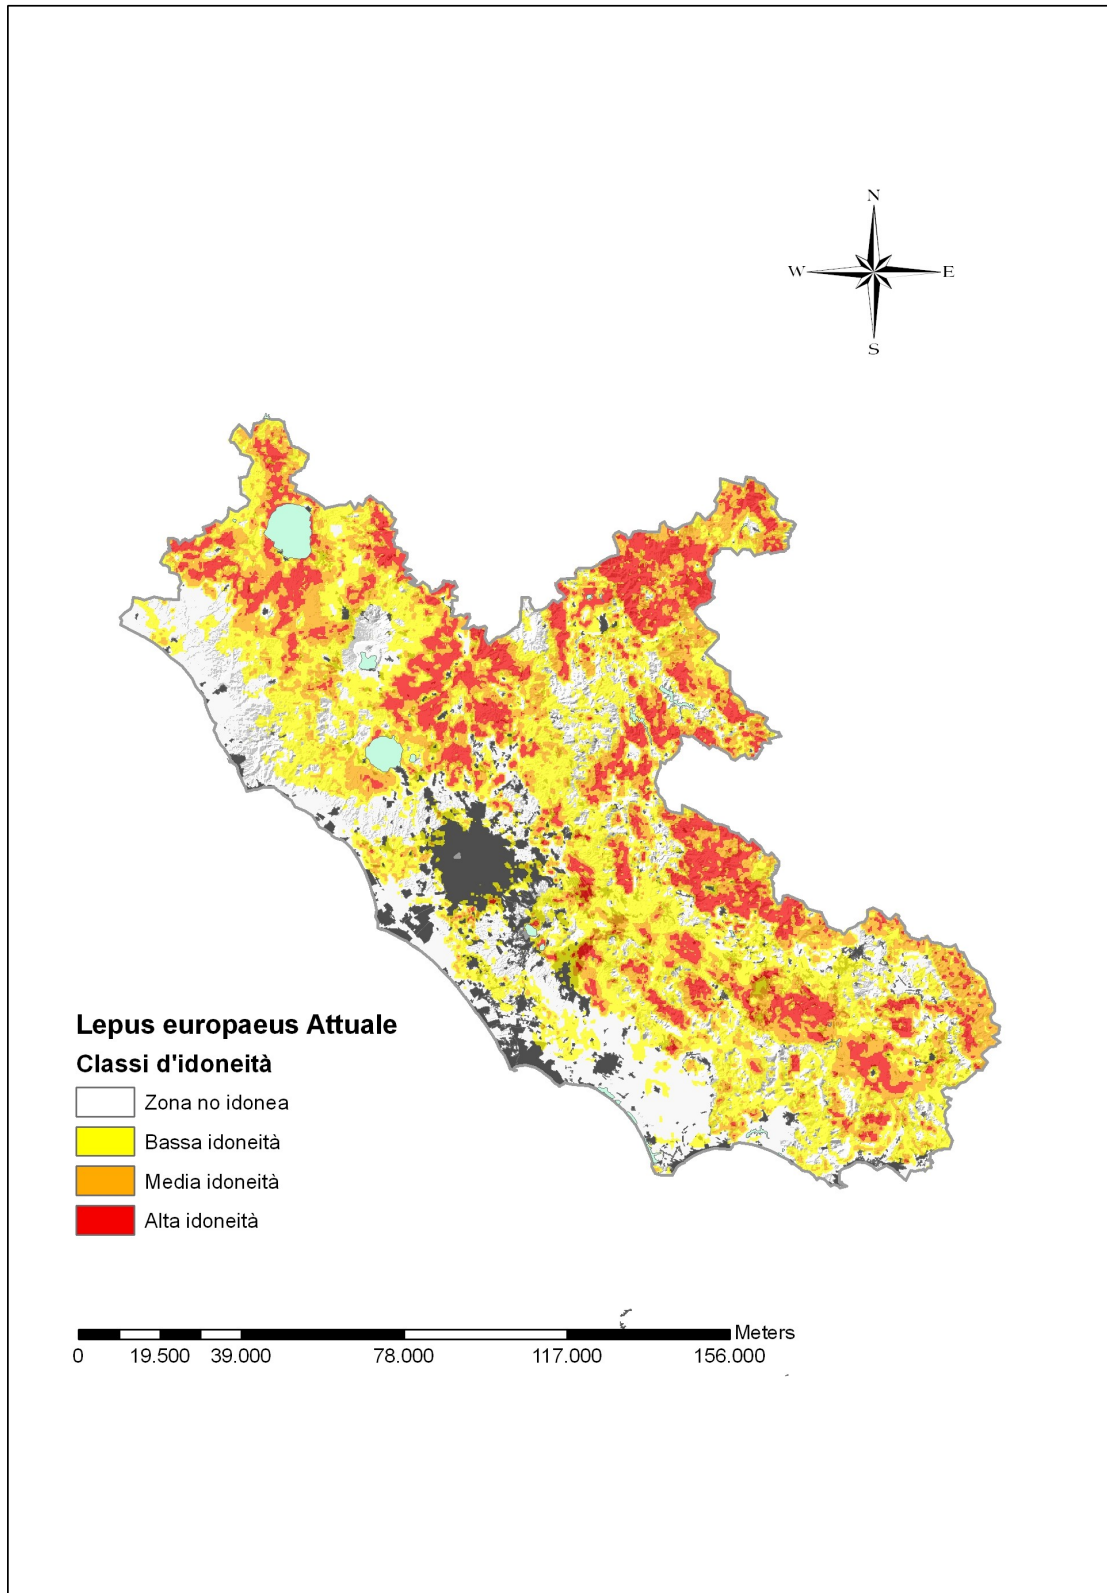 N
W E
S
Lepus europaeus Attuale
Classi d'idoneità
Zona no idonea
Bassa idoneità
Media idoneità
Alta idoneità
Meters
0 19.500 39.000 78.000 117.000 156.000